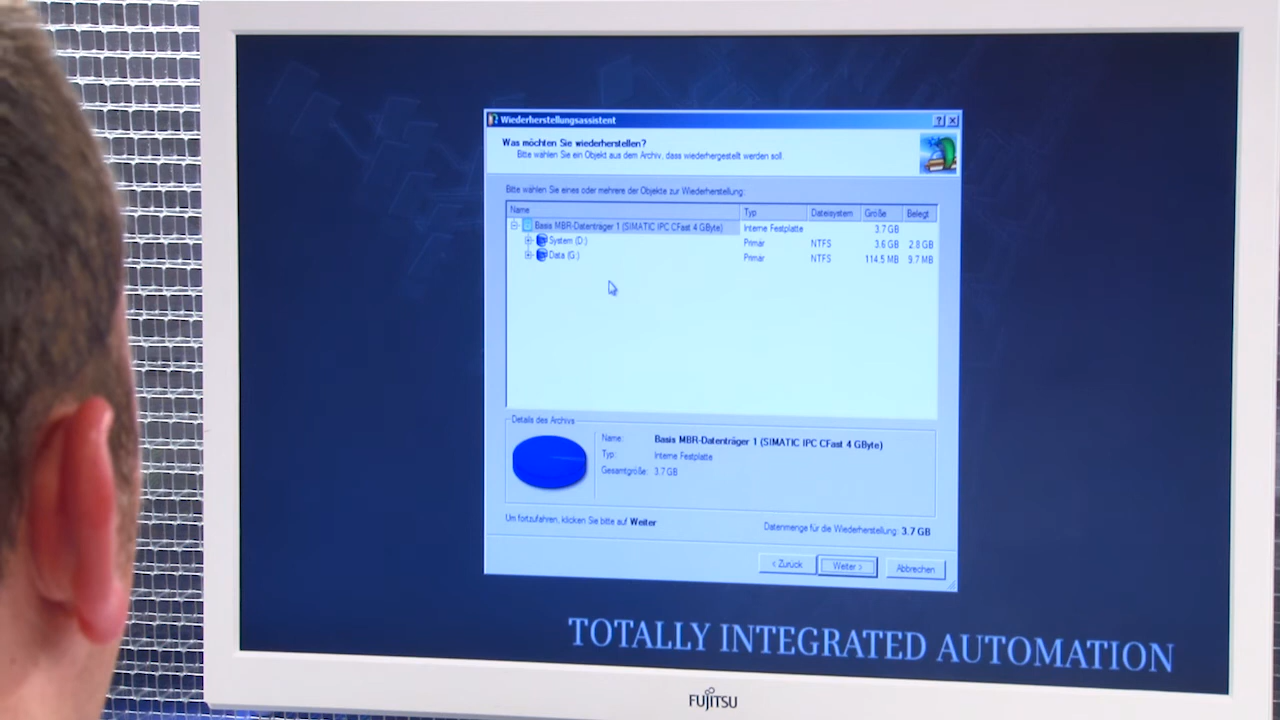 Wiederherstellungsassistent
Was möchten Sie wiederherstellen?
Bitte wählen Sie ein Objekt aus dem Archiv, dass wiederhergestellt werden soll.
Bitte wählen Sie eines oder mehrere der Objekte zur Wiederherstellung:
Name Typ Dateisystem Größe Belegt
Basis MBR-Datenträger 1 (SIMATIC IPC CFast 4 GByte) Interne Festplatte 3.7 GB
System (D:) Primär NTFS 3.6 GB 2.8 GB
Data (G:) Primär NTFS 114.5 MB 9.7 MB
Details des Archivs
Name: Basis MBR-Datenträger 1 (SIMATIC IPC CFast 4 GByte)
Typ: Interne Festplatte
Gesamtgröße: 3.7 GB
Um fortzufahren, klicken Sie bitte auf Weiter
Datenmenge für die Wiederherstellung: 3.7 GB
< Zurück Weiter > Abbrechen
TOTALLY INTEGRATED AUTOMATION
FUJITSU